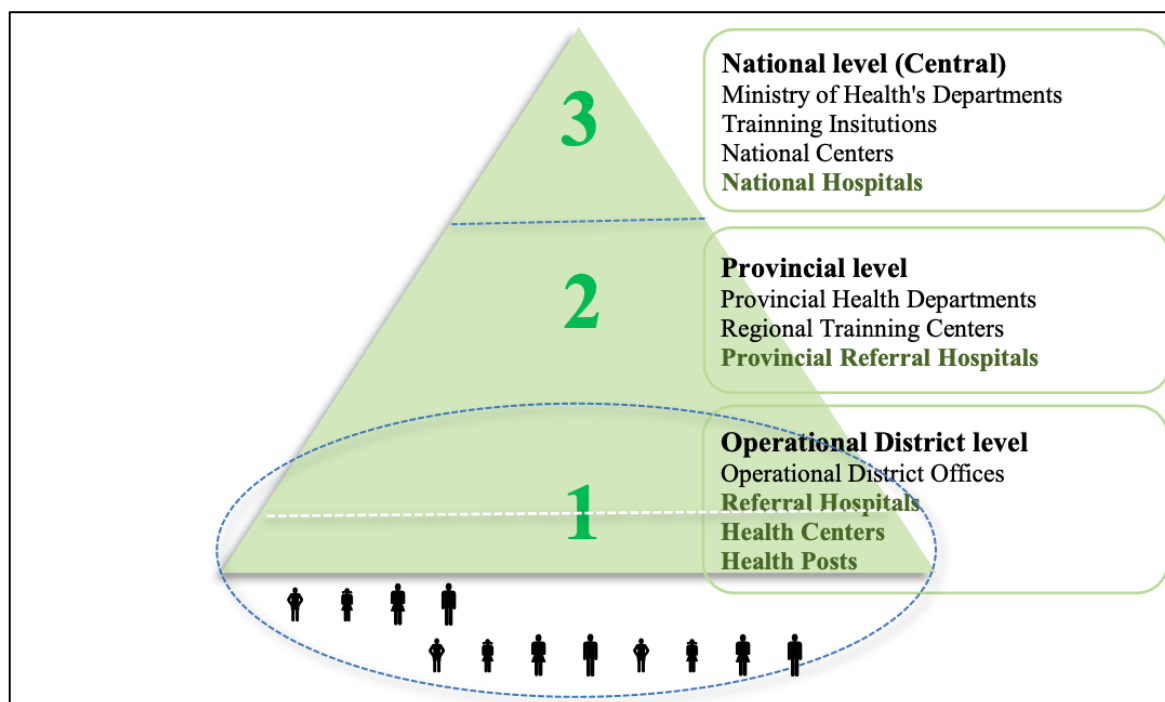 3
National level (Central)
Ministry of Health's Departments
Trainning Insitutions
National Centers
National Hospitals
2
Provincial level
Provincial Health Departments
Regional Trainning Centers
Provincial Referral Hospitals
1
Operational District level
Operational District Offices
Referral Hospitals
Health Centers
Health Posts